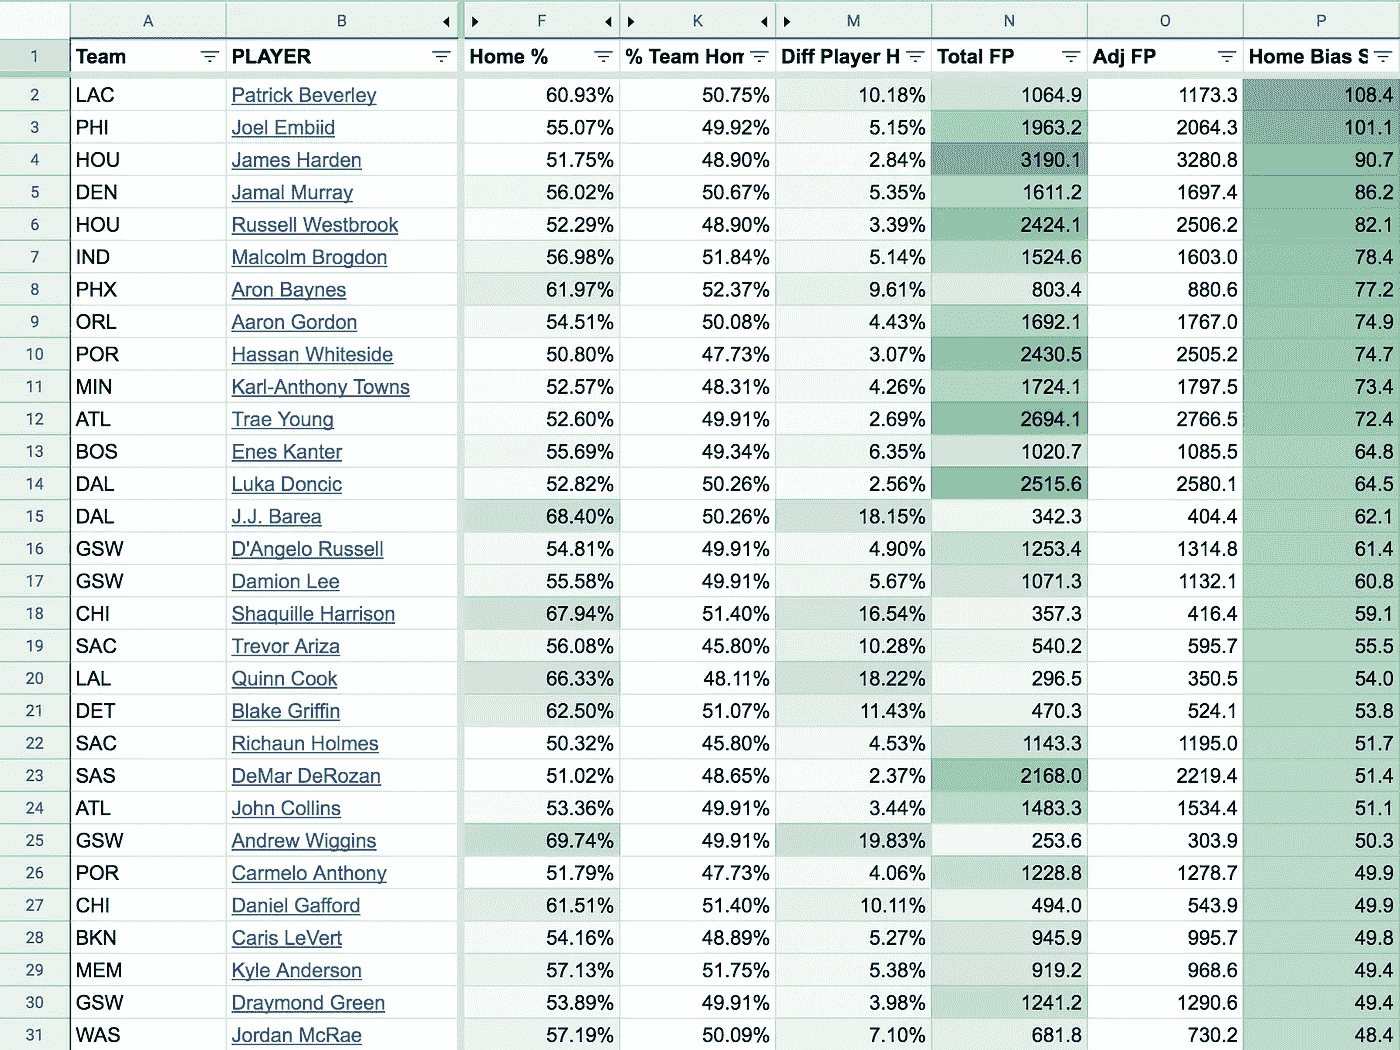 A B F K M N O P
1 Team PLAYER Home % % Team Hom Diff Player H Total FP Adj FP Home Bias S
2 LAC Patrick Beverley 60.93% 50.75% 10.18% 1064.9 1173.3 108.4
3 PHI Joel Embiid 55.07% 49.92% 5.15% 1963.2 2064.3 101.1
4 HOU James Harden 51.75% 48.90% 2.84% 3190.1 3280.8 90.7
5 DEN Jamal Murray 56.02% 50.67% 5.35% 1611.2 1697.4 86.2
6 HOU Russell Westbrook 52.29% 48.90% 3.39% 2424.1 2506.2 82.1
7 IND Malcolm Brogdon 56.98% 51.84% 5.14% 1524.6 1603.0 78.4
8 PHX Aron Baynes 61.97% 52.37% 9.61% 803.4 880.6 77.2
9 ORL Aaron Gordon 54.51% 50.08% 4.43% 1692.1 1767.0 74.9
10 POR Hassan Whiteside 50.80% 47.73% 3.07% 2430.5 2505.2 74.7
11 MIN Karl-Anthony Towns 52.57% 48.31% 4.26% 1724.1 1797.5 73.4
12 ATL Trae Young 52.60% 49.91% 2.69% 2694.1 2766.5 72.4
13 BOS Enes Kanter 55.69% 49.34% 6.35% 1020.7 1085.5 64.8
14 DAL Luka Doncic 52.82% 50.26% 2.56% 2515.6 2580.1 64.5
15 DAL J.J. Barea 68.40% 50.26% 18.15% 342.3 404.4 62.1
16 GSW D'Angelo Russell 54.81% 49.91% 4.90% 1253.4 1314.8 61.4
17 GSW Damion Lee 55.58% 49.91% 5.67% 1071.3 1132.1 60.8
18 CHI Shaquille Harrison 67.94% 51.40% 16.54% 357.3 416.4 59.1
19 SAC Trevor Ariza 56.08% 45.80% 10.28% 540.2 595.7 55.5
20 LAL Quinn Cook 66.33% 48.11% 18.22% 296.5 350.5 54.0
21 DET Blake Griffin 62.50% 51.07% 11.43% 470.3 524.1 53.8
22 SAC Richaun Holmes 50.32% 45.80% 4.53% 1143.3 1195.0 51.7
23 SAS DeMar DeRozan 51.02% 48.65% 2.37% 2168.0 2219.4 51.4
24 ATL John Collins 53.36% 49.91% 3.44% 1483.3 1534.4 51.1
25 GSW Andrew Wiggins 69.74% 49.91% 19.83% 253.6 303.9 50.3
26 POR Carmelo Anthony 51.79% 47.73% 4.06% 1228.8 1278.7 49.9
27 CHI Daniel Gafford 61.51% 51.40% 10.11% 494.0 543.9 49.9
28 BKN Caris LeVert 54.16% 48.89% 5.27% 945.9 995.7 49.8
29 MEM Kyle Anderson 57.13% 51.75% 5.38% 919.2 968.6 49.4
30 GSW Draymond Green 53.89% 49.91% 3.98% 1241.2 1290.6 49.4
31 WAS Jordan McRae 57.19% 50.09% 7.10% 681.8 730.2 48.4